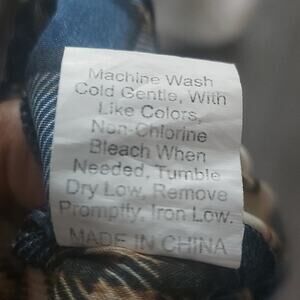 Machine Wash
Cold Gentle, With
Like Colors,
Non-Chlorine
Bleach When
Needed, Tumble
Dry Low, Remove
Promptly, Iron Low.
MADE IN CHINA